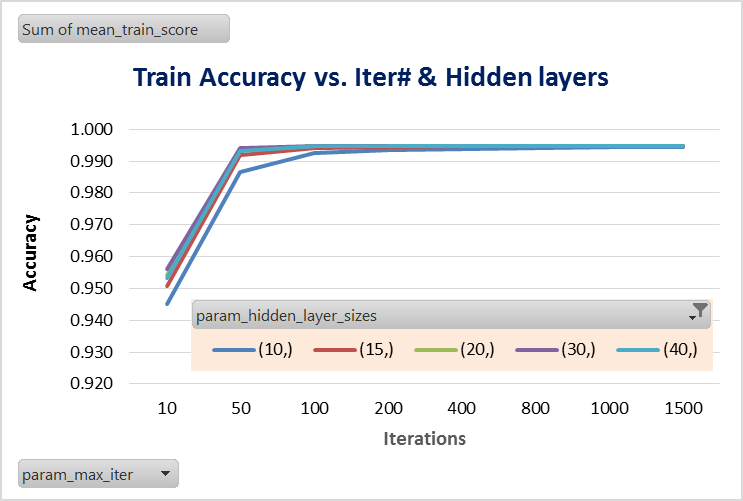 Sum of mean_train_score
Train Accuracy vs. Iter# & Hidden layers
1.000
0.990
0.980
0.970
0.960
0.950
0.940
0.930
0.920
Accuracy
param_hidden_layer_sizes
(10,) (15,) (20,) (30,) (40,)
10 50 100 200 400 800 1000 1500
Iterations
param_max_iter